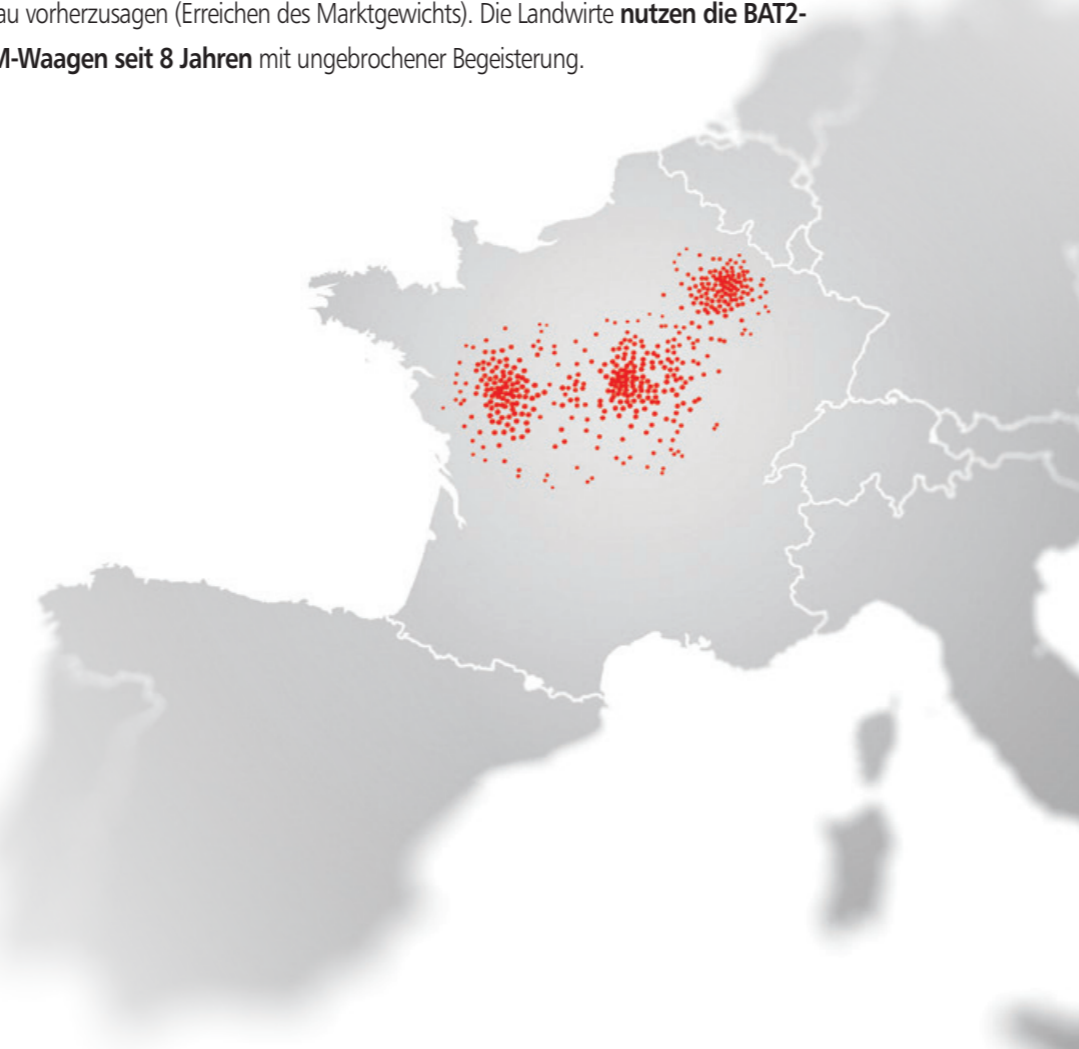 au vorherzusagen (Erreichen des Marktgewichts). Die Landwirte nutzen die BAT2-
M-Waagen seit 8 Jahren mit ungebrochener Begeisterung.